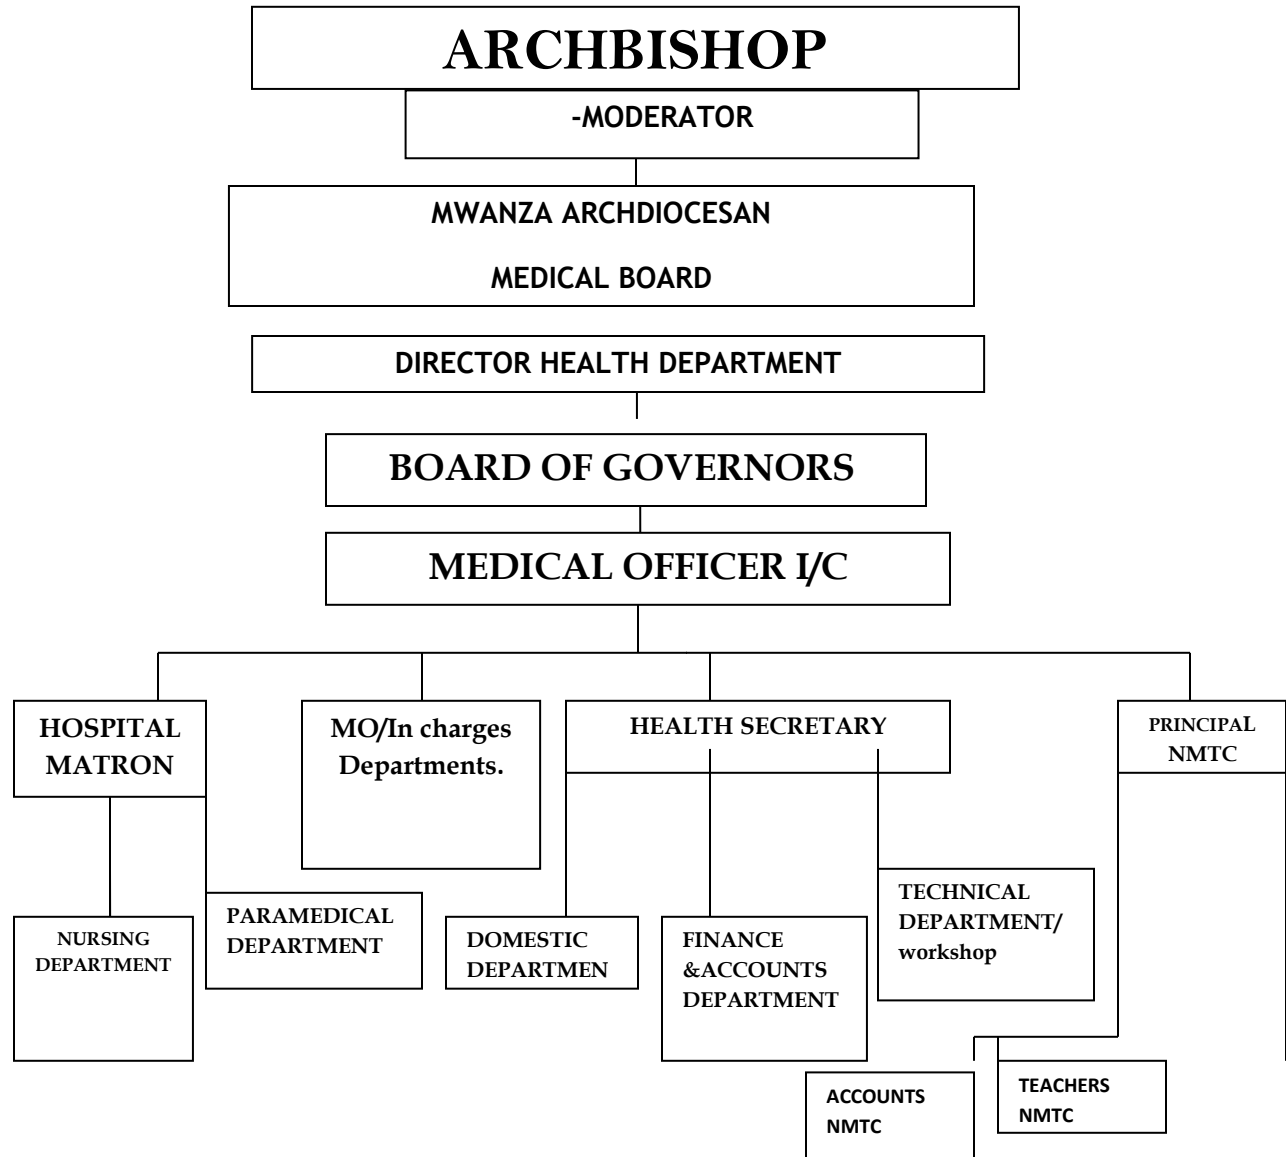 ARCHBISHOP
-MODERATOR
MWANZA ARCHDIOCESAN
MEDICAL BOARD
DIRECTOR HEALTH DEPARTMENT
BOARD OF GOVERNORS
MEDICAL OFFICER I/C
HOSPITAL
MATRON
MO/In charges
Departments.
HEALTH SECRETARY
PRINCIPAL
NMTC
NURSING
DEPARTMENT
PARAMEDICAL
DEPARTMENT
DOMESTIC
DEPARTMEN
FINANCE
&ACCOUNTS
DEPARTMENT
TECHNICAL
DEPARTMENT/
workshop
ACCOUNTS
NMTC
TEACHERS
NMTC